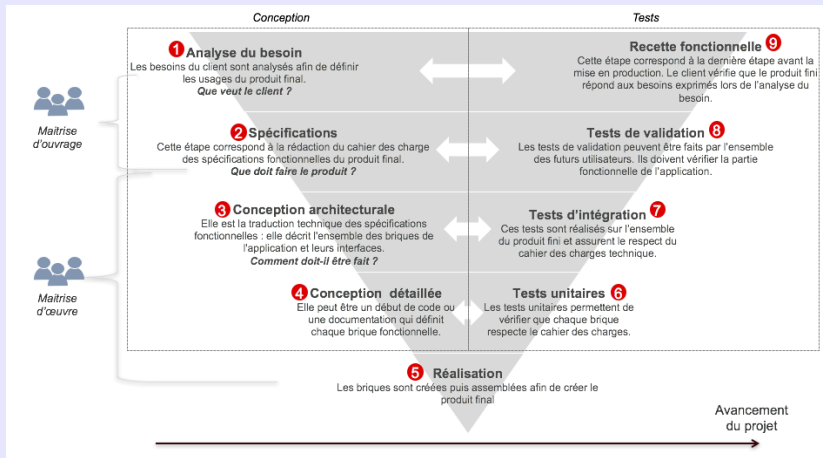 Conception
Tests
1 Analyse du besoin
Les besoins du client sont analysés afin de définir
les usages du produit final.
Que veut le client ?
Recette fonctionnelle 9
Cette étape correspond à la dernière étape avant la
mise en production. Le client vérifie que le produit fini
répond aux besoins exprimés lors de l'analyse du
besoin.
Maîtrise
d'ouvrage
2 Spécifications
Cette étape correspond à la rédaction du cahier des charge
des spécifications fonctionnelles du produit final.
Que doit faire le produit ?
Tests de validation 8
Les tests de validation peuvent être faits par l'ensemble
des futurs utilisateurs. Ils doivent vérifier la partie
fonctionnelle de l'application.
3 Conception architecturale
Elle est la traduction technique des spécifications
fonctionnelles : elle décrit l'ensemble des briques de
l'application et leurs interfaces.
Comment doit-il être fait ?
Tests d'intégration 7
Ces tests sont réalisés sur l'ensemble
du produit fini et assurent le respect du
cahier des charges technique.
Maîtrise
d'œuvre
4 Conception détaillée
Elle peut être un début de code ou
une documentation qui définit
chaque brique fonctionnelle.
Tests unitaires 6
Les tests unitaires permettent de
vérifier que chaque brique
respecte le cahier des charges.
5 Réalisation
Les briques sont créées puis assemblées afin de créer le
produit final
Avancement
du projet